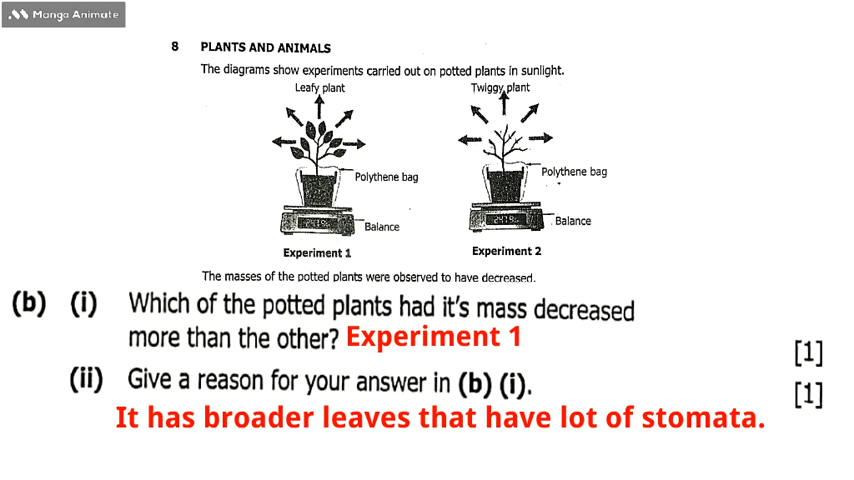 Manga Animate
8 PLANTS AND ANIMALS
The diagrams show experiments carried out on potted plants in sunlight.
Leafy plant Twiggy plant
Polythene bag Polythene bag
Balance Balance
Experiment 1 Experiment 2
The masses of the potted plants were observed to have decreased.
(b) (i) Which of the potted plants had it's mass decreased
more than the other? Experiment 1 [1]
(ii) Give a reason for your answer in (b) (i). [1]
It has broader leaves that have lot of stomata.